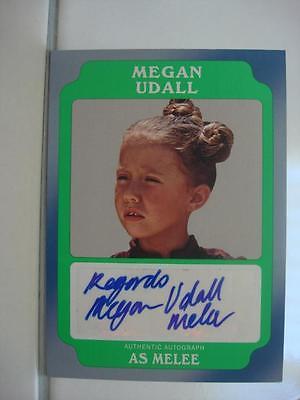 MEGAN
UDALL
Regards
Megan Udall
Melee
AUTHENTIC AUTOGRAPH
AS MELEE